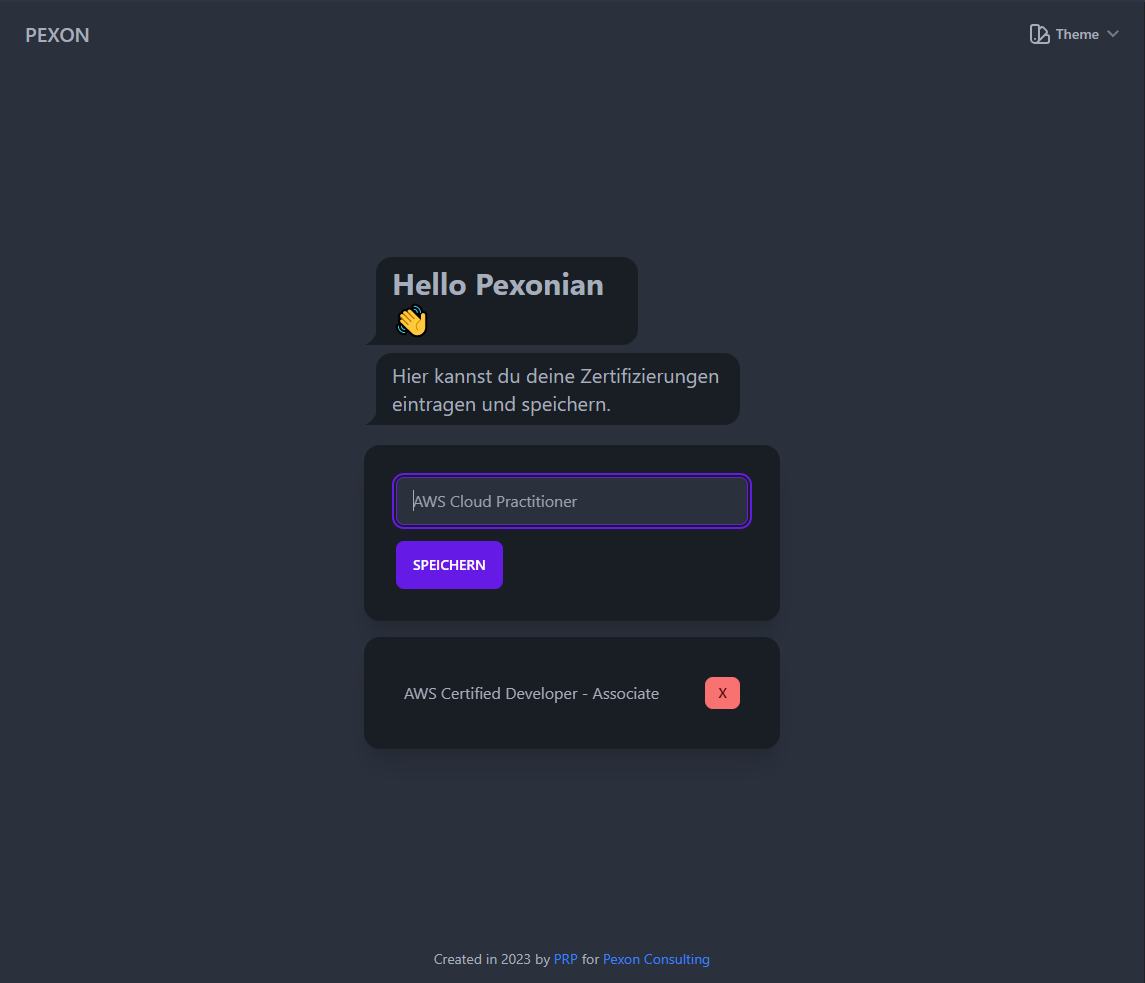 PEXON
Theme
Hello Pexonian
👋
Hier kannst du deine Zertifizierungen
eintragen und speichern.
AWS Cloud Practitioner
SPEICHERN
AWS Certified Developer - Associate
X
Created in 2023 by PRP for Pexon Consulting